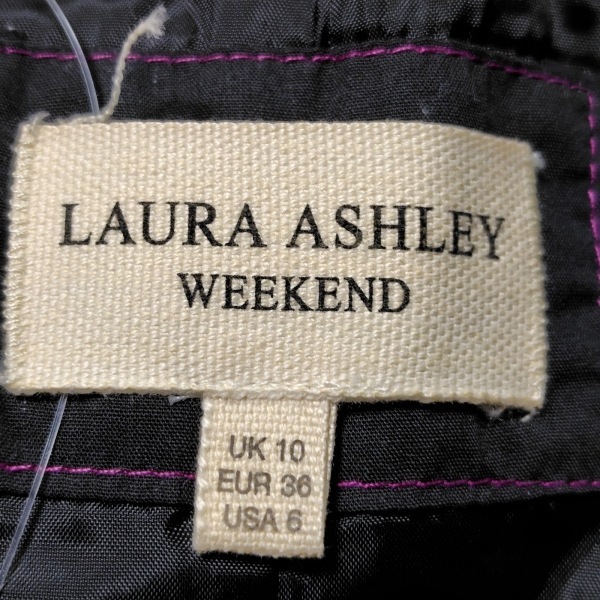 LAURA ASHLEY
WEEKEND
UK 10
EUR 36
USA 6